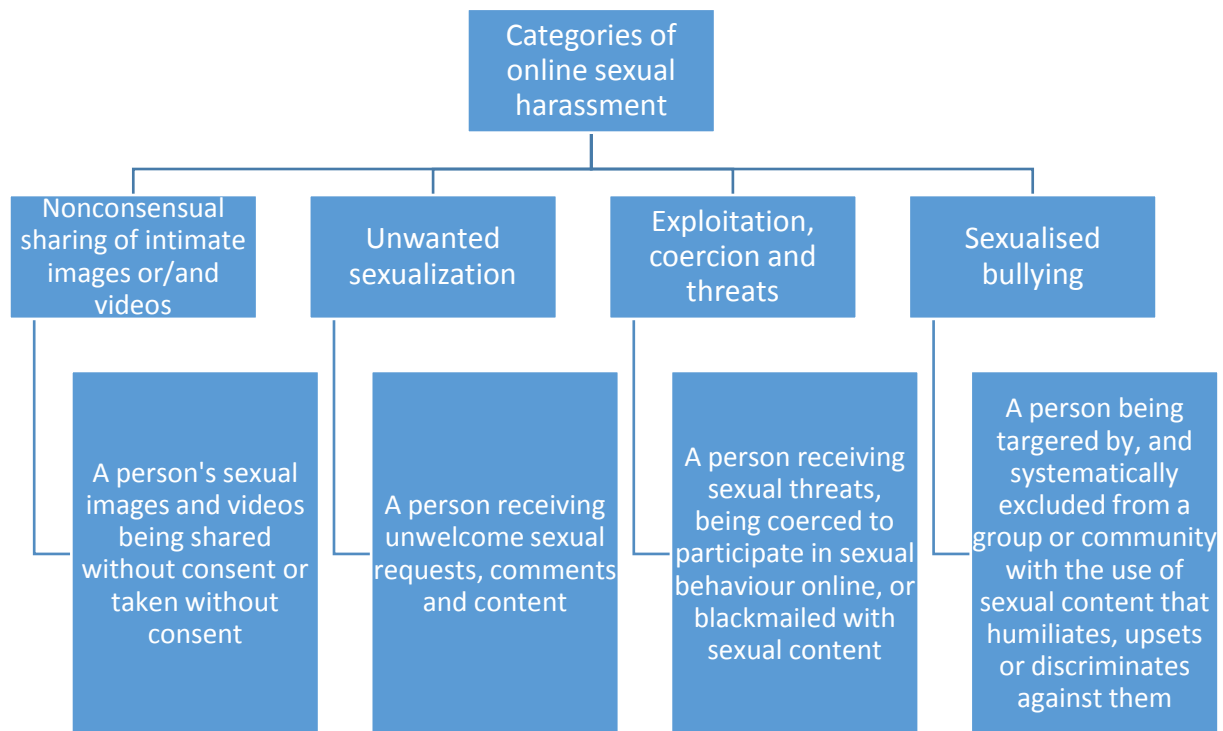 Categories of
online sexual
harassment
Nonconsensual
sharing of intimate
images or/and
videos
Unwanted
sexualization
Exploitation,
coercion and
threats
Sexualised
bullying
A person's sexual
images and videos
being shared
without consent or
taken without
consent
A person receiving
unwelcome sexual
requests, comments
and content
A person receiving
sexual threats,
being coerced to
participate in sexual
behaviour online, or
blackmailed with
sexual content
A person being
targered by, and
systematically
excluded from a
group or community
with the use of
sexual content that
humiliates, upsets
or discriminates
against them